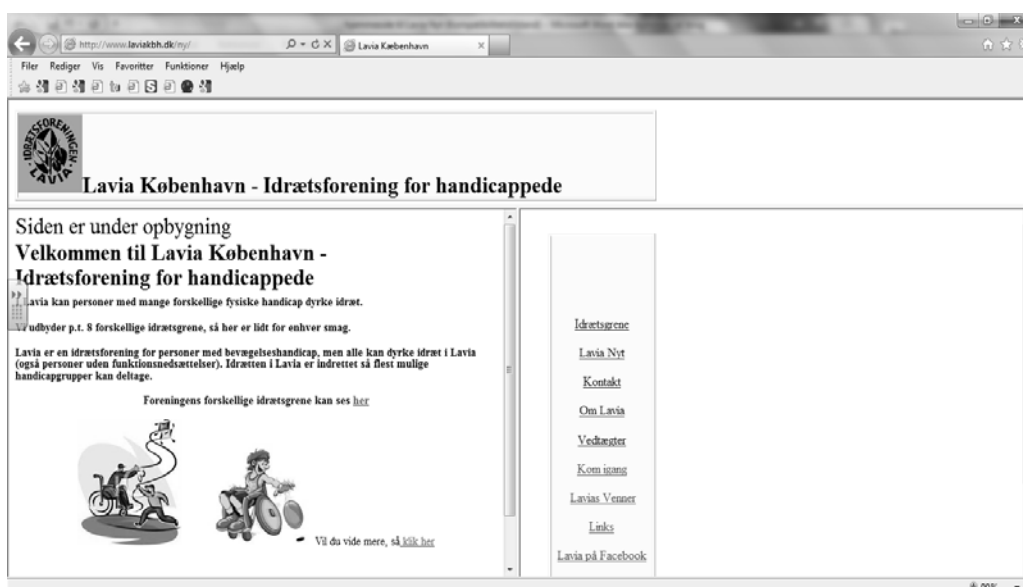 http://www.laviakbh.dk/ny/
Lavia København
Filer Rediger Vis Favoritter Funktioner Hjælp
IDRÆTSFORENINGEN
LAVIA
Lavia København - Idrætsforening for handicappede
Siden er under opbygning
Velkommen til Lavia København -
Idrætsforening for handicappede
Lavia kan personer med mange forskellige fysiske handicap dyrke idræt.
Vi udbyder p.t. 8 forskellige idrætsgrene, så her er lidt for enhver smag.
Lavia er en idrætsforening for personer med bevægelseshandicap, men alle kan dyrke idræt i Lavia
(også personer uden funktionsnedsættelser). Idrætten i Lavia er indrettet så flest mulige
handicapgrupper kan deltage.
Foreningens forskellige idrætsgrene kan ses her
Vil du vide mere, så klik her
Idrætsgrene
Lavia Nyt
Kontakt
Om Lavia
Vedtægter
Kom igang
Lavias Venner
Links
Lavia på Facebook